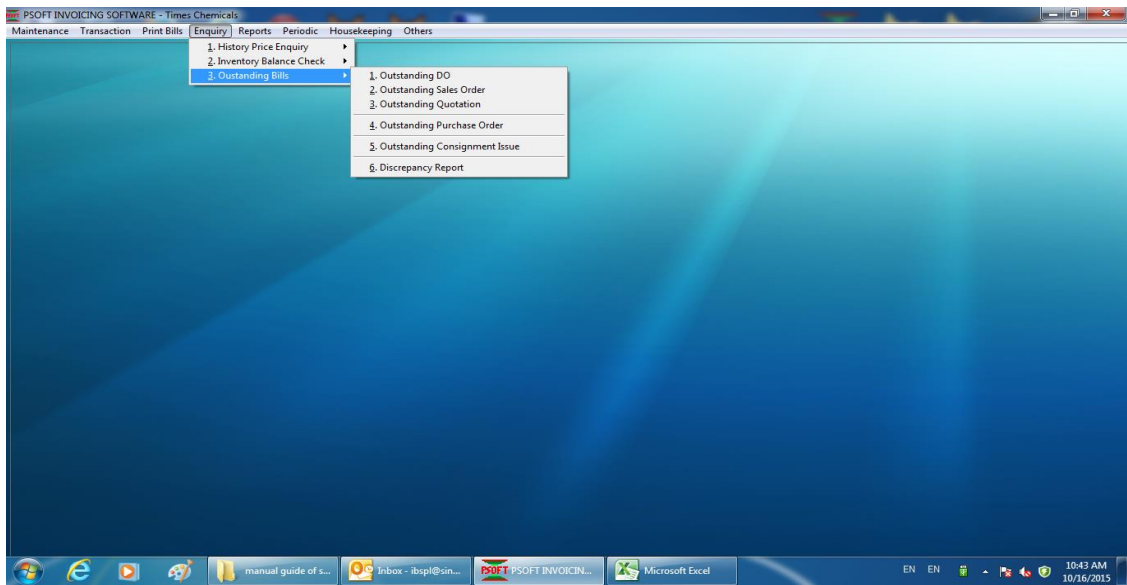 PSOFT INVOICING SOFTWARE - Times Chemicals
Maintenance Transaction Print Bills Enquiry Reports Periodic Housekeeping Others
1. History Price Enquiry
2. Inventory Balance Check
3. Oustanding Bills
1. Outstanding DO
2. Outstanding Sales Order
3. Outstanding Quotation
4. Outstanding Purchase Order
5. Outstanding Consignment Issue
6. Discrepancy Report
manual guide of s... Inbox - ibspl@sin... PSOFT PSOFT INVOICIN... Microsoft Excel EN EN 10:43 AM
10/16/2015